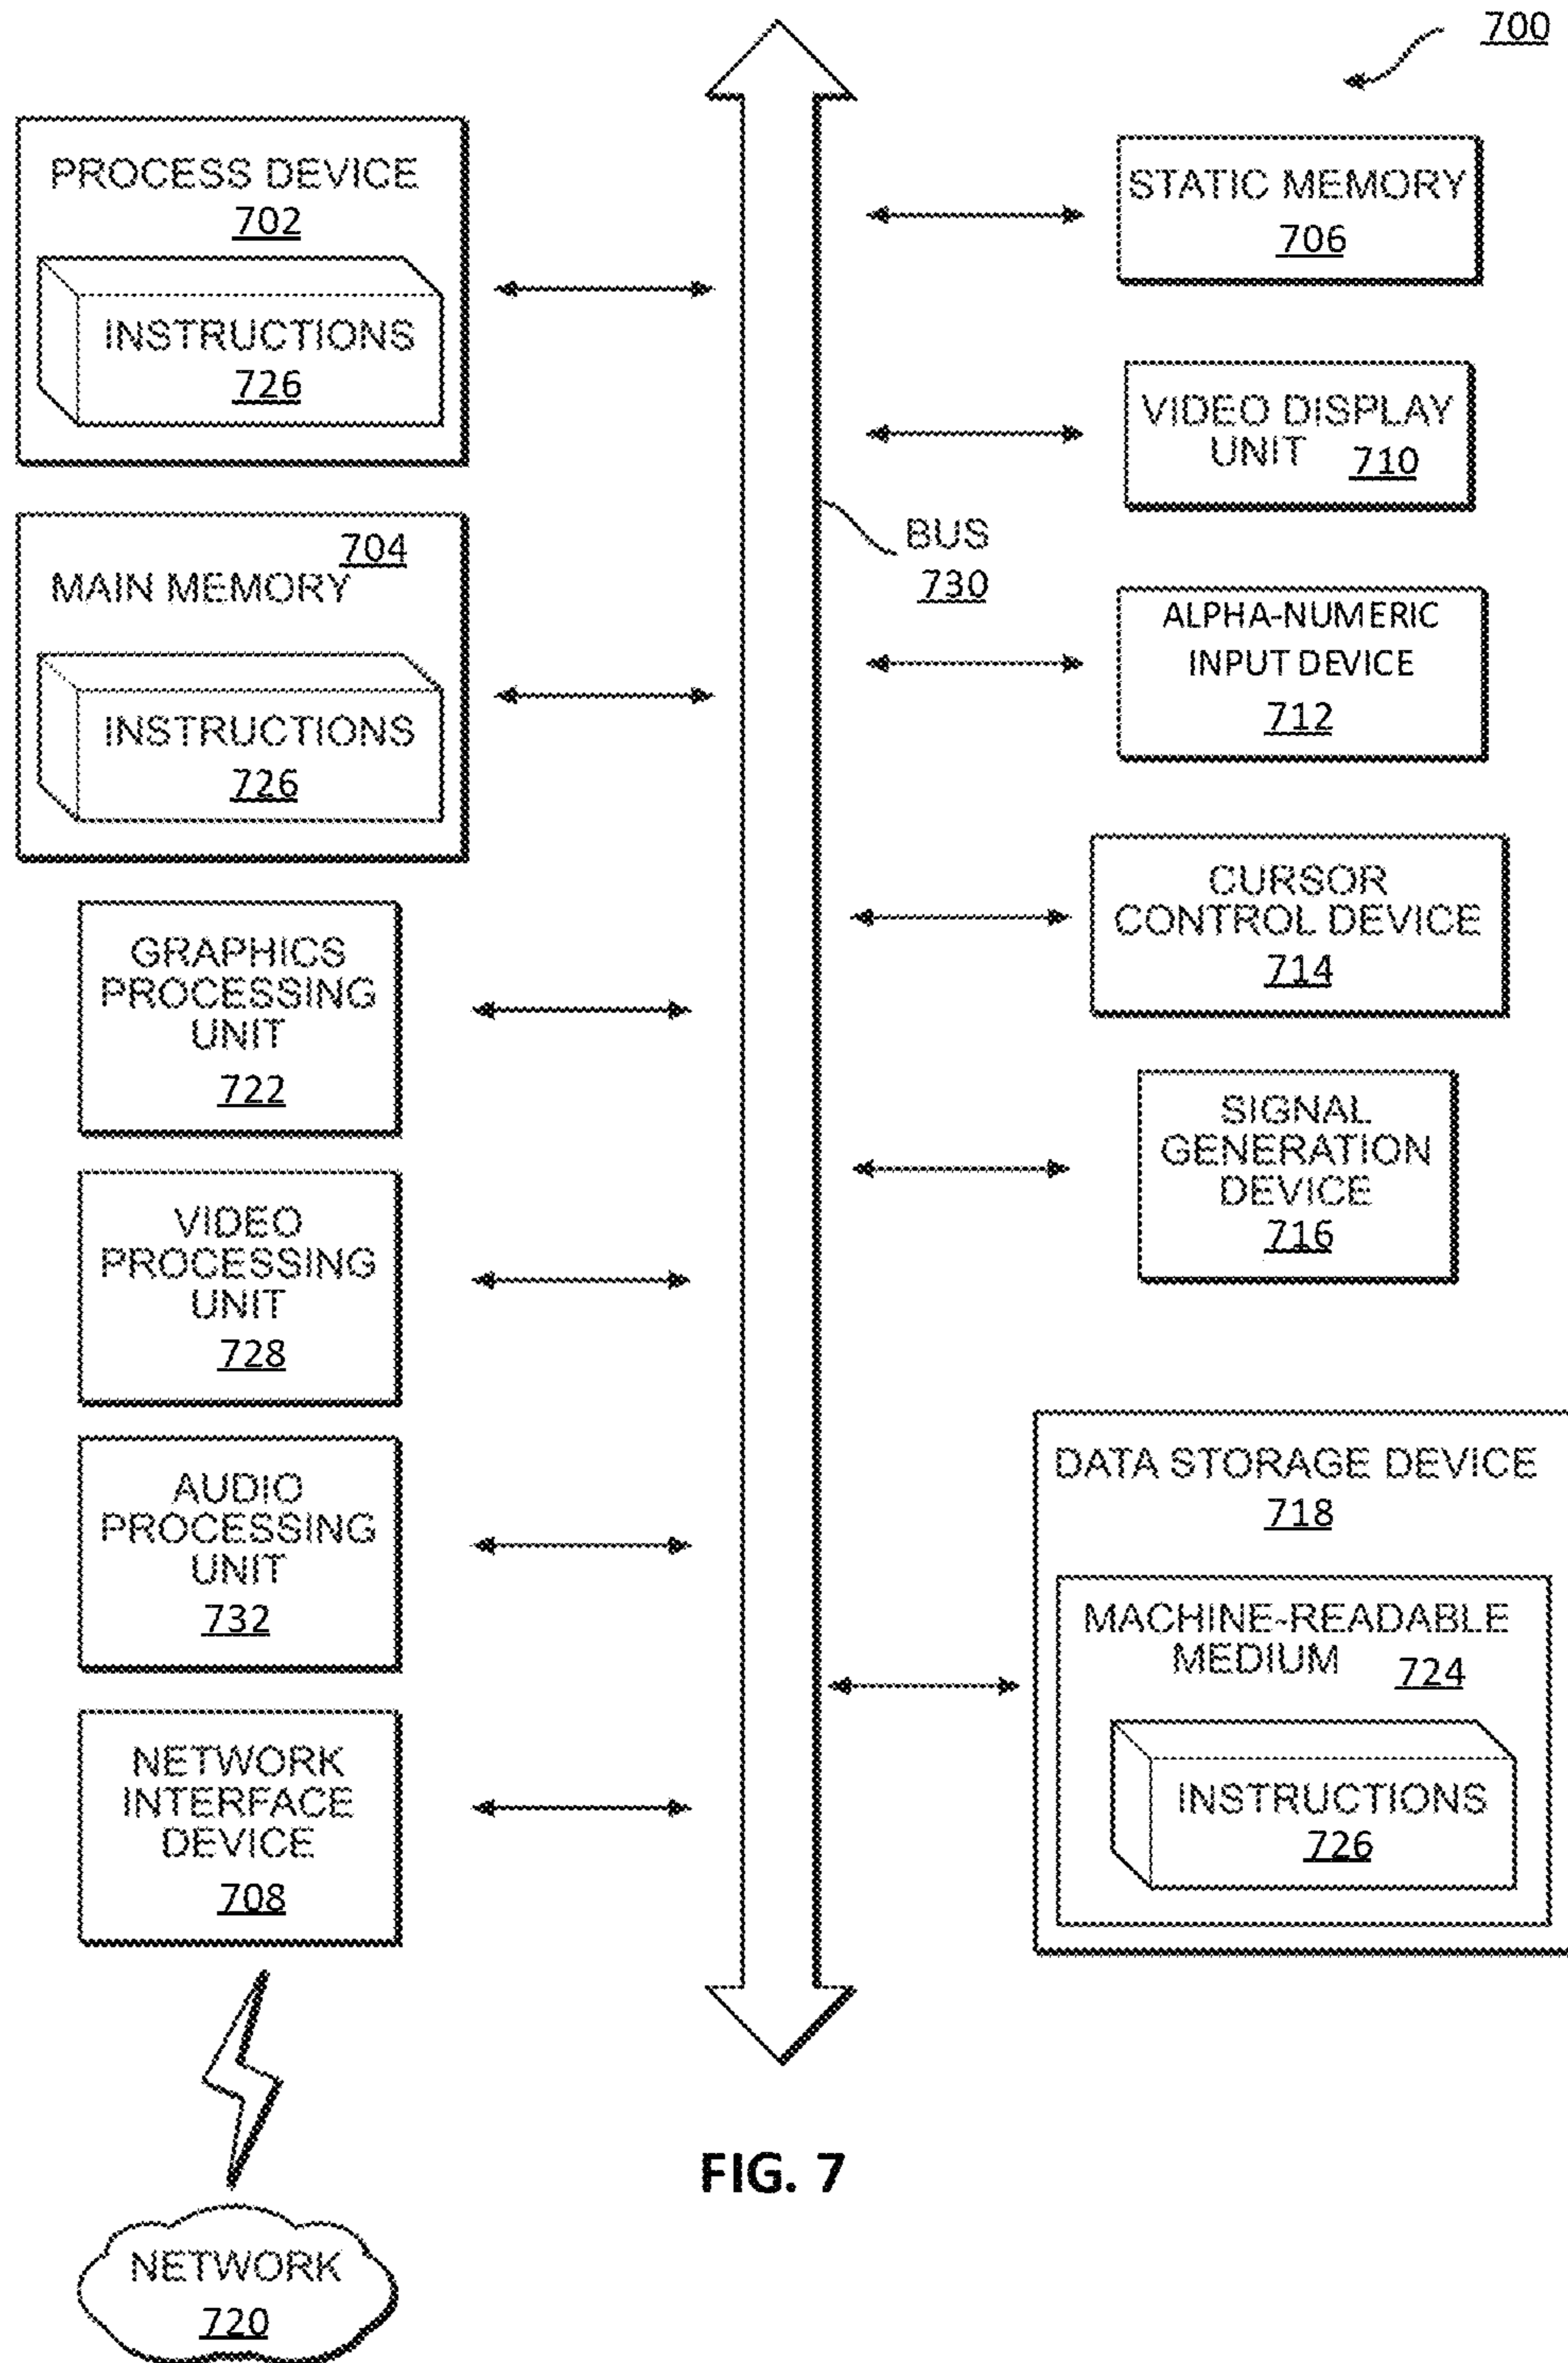 700
PROCESS DEVICE
702
INSTRUCTIONS
726
704
MAIN MEMORY
INSTRUCTIONS
726
GRAPHICS
PROCESSING
UNIT
722
VIDEO
PROCESSING
UNIT
728
AUDIO
PROCESSING
UNIT
732
NETWORK
INTERFACE
DEVICE
708
NETWORK
720
BUS
730
STATIC MEMORY
706
VIDEO DISPLAY
UNIT 710
ALPHA-NUMERIC
INPUT DEVICE
712
CURSOR
CONTROL DEVICE
714
SIGNAL
GENERATION
DEVICE
716
DATA STORAGE DEVICE
718
MACHINE-READABLE
MEDIUM 724
INSTRUCTIONS
726
FIG. 7